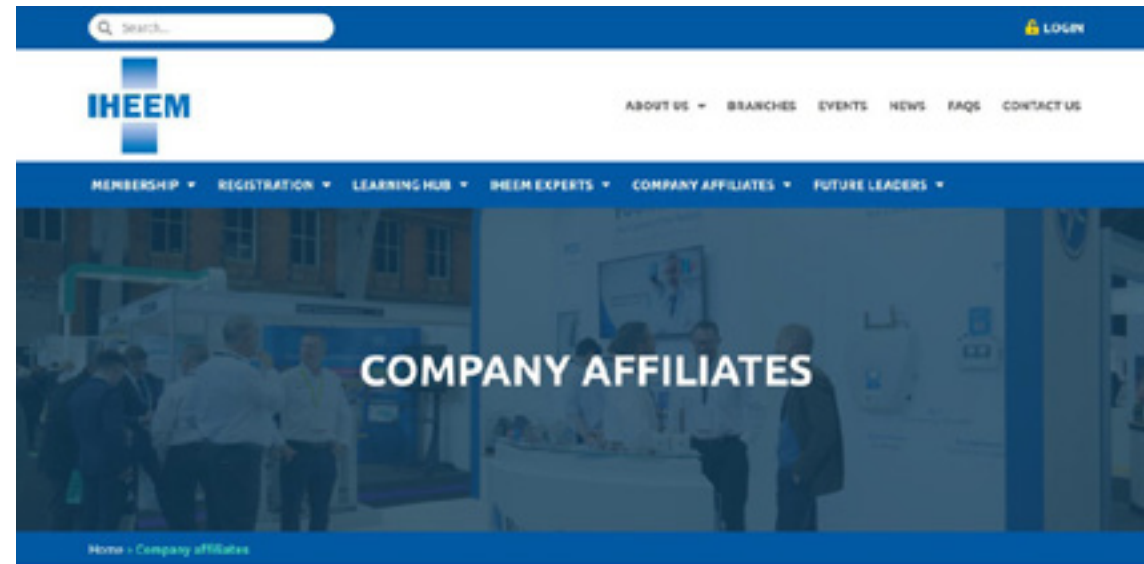 Search...
LOGIN
IHEEM
ABOUT US BRANCHES EVENTS NEWS FAQS CONTACT US
MEMBERSHIP REGISTRATION LEARNING HUB IHEEM EXPERTS COMPANY AFFILIATES FUTURE LEADERS
COMPANY AFFILIATES
Home » Company affiliates